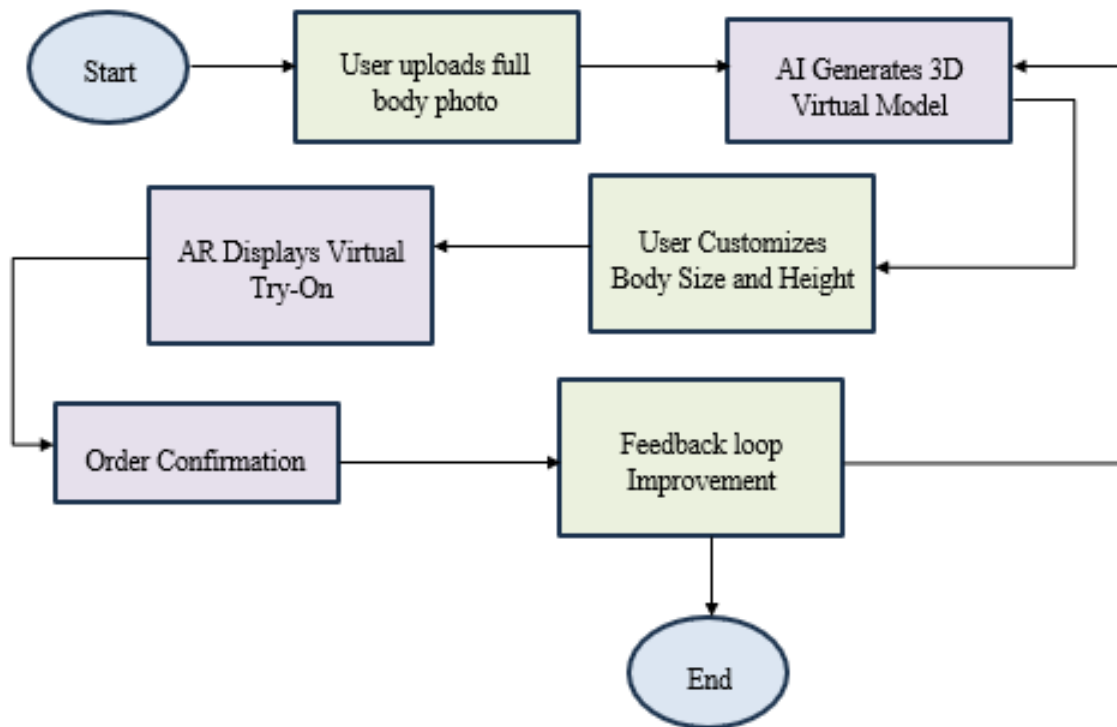 Start
User uploads full
body photo
AI Generates 3D
Virtual Model
User Customizes
Body Size and Height
AR Displays Virtual
Try-On
Order Confirmation
Feedback loop
Improvement
End